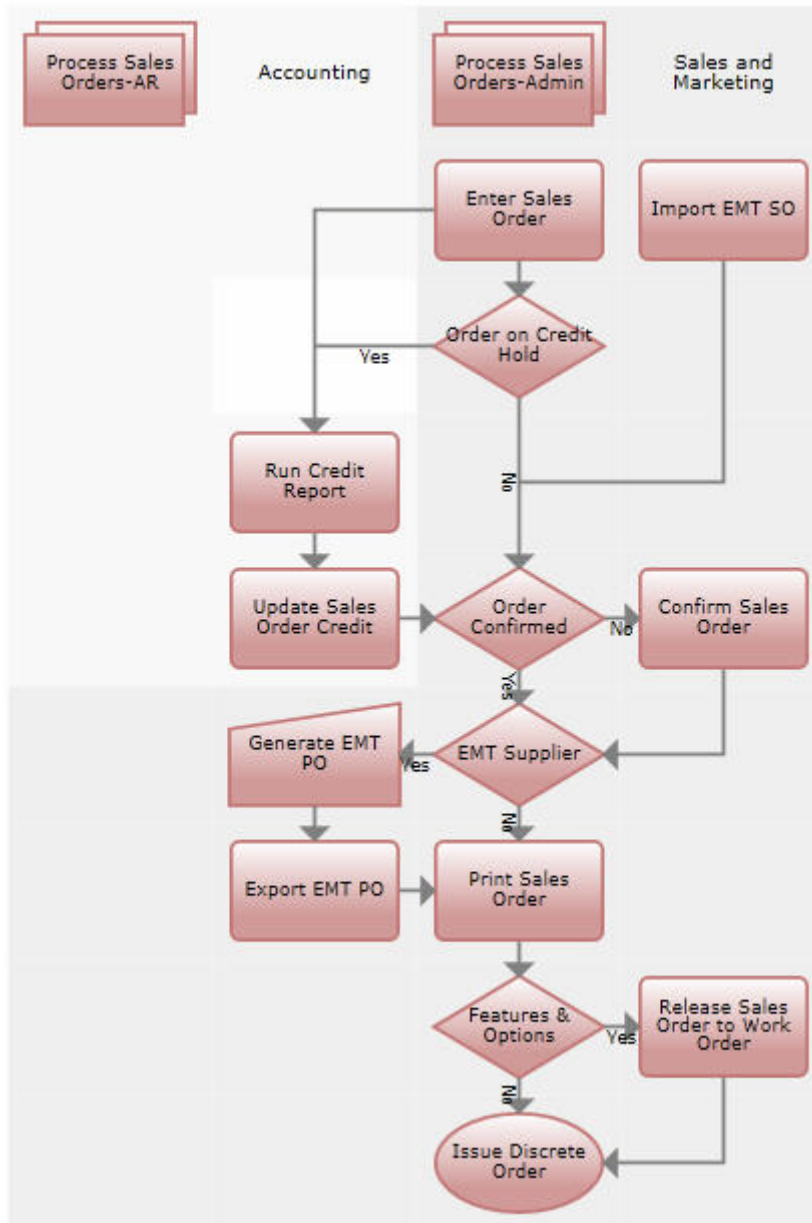 Process Sales
Orders-AR
Accounting
Process Sales
Orders-Admin
Sales and
Marketing
Enter Sales
Order
Import EMT SO
Order on Credit
Hold
Yes
Run Credit
Report
No
Update Sales
Order Credit
Order
Confirmed
No
Confirm Sales
Order
Yes
Generate EMT
PO
Yes
EMT Supplier
No
Export EMT PO
Print Sales
Order
Features &
Options
Yes
Release Sales
Order to Work
Order
No
Issue Discrete
Order